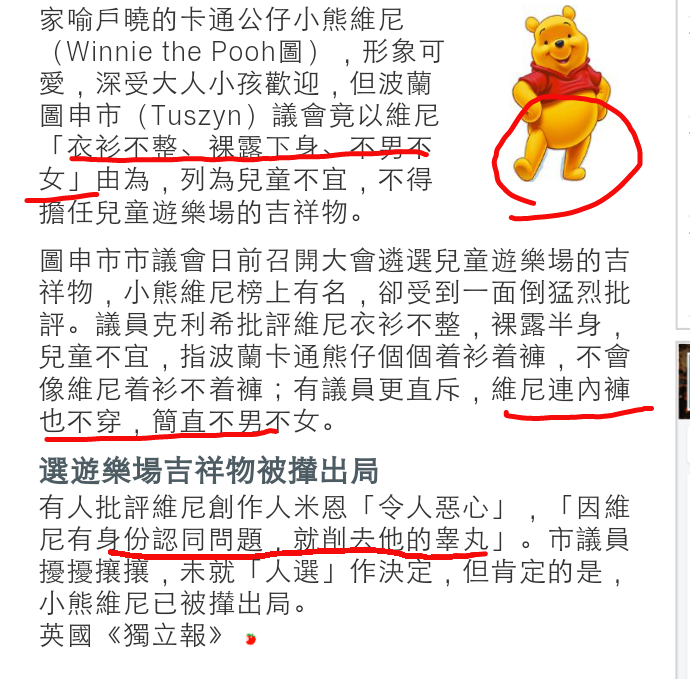 家喻戶曉的卡通公仔小熊維尼
（Winnie the Pooh圖），形象可
愛，深受大人小孩歡迎，但波蘭
圖申市（Tuszyn）議會竟以維尼
「衣衫不整、裸露下身、不男不
女」由為，列為兒童不宜，不得
擔任兒童遊樂場的吉祥物。
圖申市市議會日前召開大會遴選兒童遊樂場的吉
祥物，小熊維尼榜上有名，卻受到一面倒猛烈批
評。議員克利希批評維尼衣衫不整，裸露半身，
兒童不宜，指波蘭卡通熊仔個個着衫着褲，不會
像維尼着衫不着褲；有議員更直斥，維尼連內褲
也不穿，簡直不男不女。
選遊樂場吉祥物被攆出局
有人批評維尼創作人米恩「令人惡心」，「因維
尼有身份認同問題，就削去他的睾丸」。市議員
擾擾攘攘，未就「人選」作決定，但肯定的是，
小熊維尼已被攆出局。
英國《獨立報》